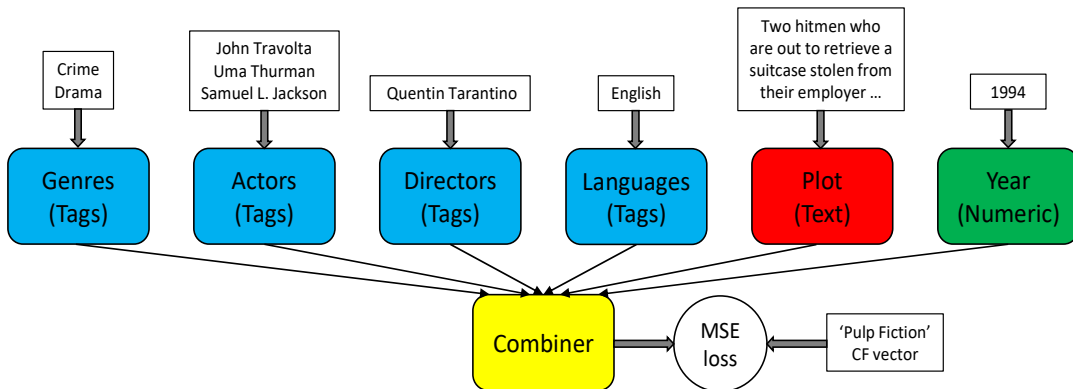 Crime
Drama
John Travolta
Uma Thurman
Samuel L. Jackson
Quentin Tarantino
English
Two hitmen who
are out to retrieve a
suitcase stolen from
their employer ...
1994
Genres
(Tags)
Actors
(Tags)
Directors
(Tags)
Languages
(Tags)
Plot
(Text)
Year
(Numeric)
Combiner
MSE
loss
‘Pulp Fiction’
CF vector